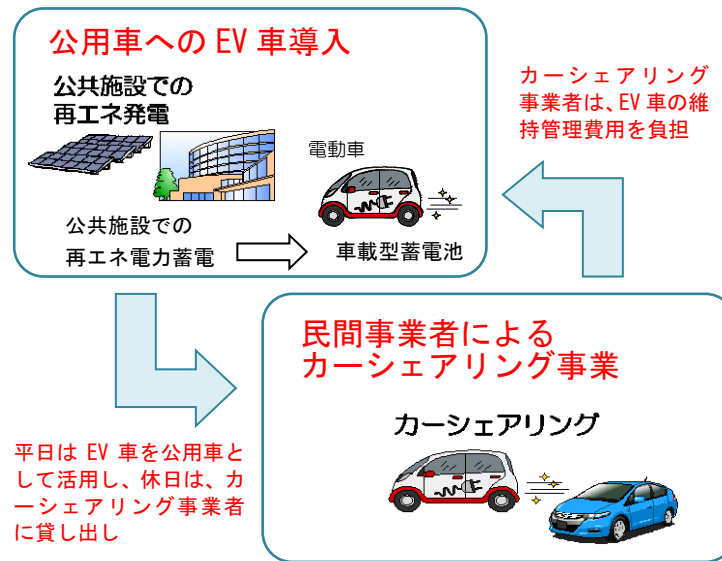 公用車への EV 車導入
公共施設での
再エネ発電
電動車
公共施設での
再エネ電力蓄電
車載型蓄電池
カーシェアリング
事業者は、EV 車の維
持管理費用を負担
民間事業者による
カーシェアリング事業
カーシェアリング
平日は EV 車を公用車と
して活用し、休日は、カ
ーシェアリング事業者
に貸し出し